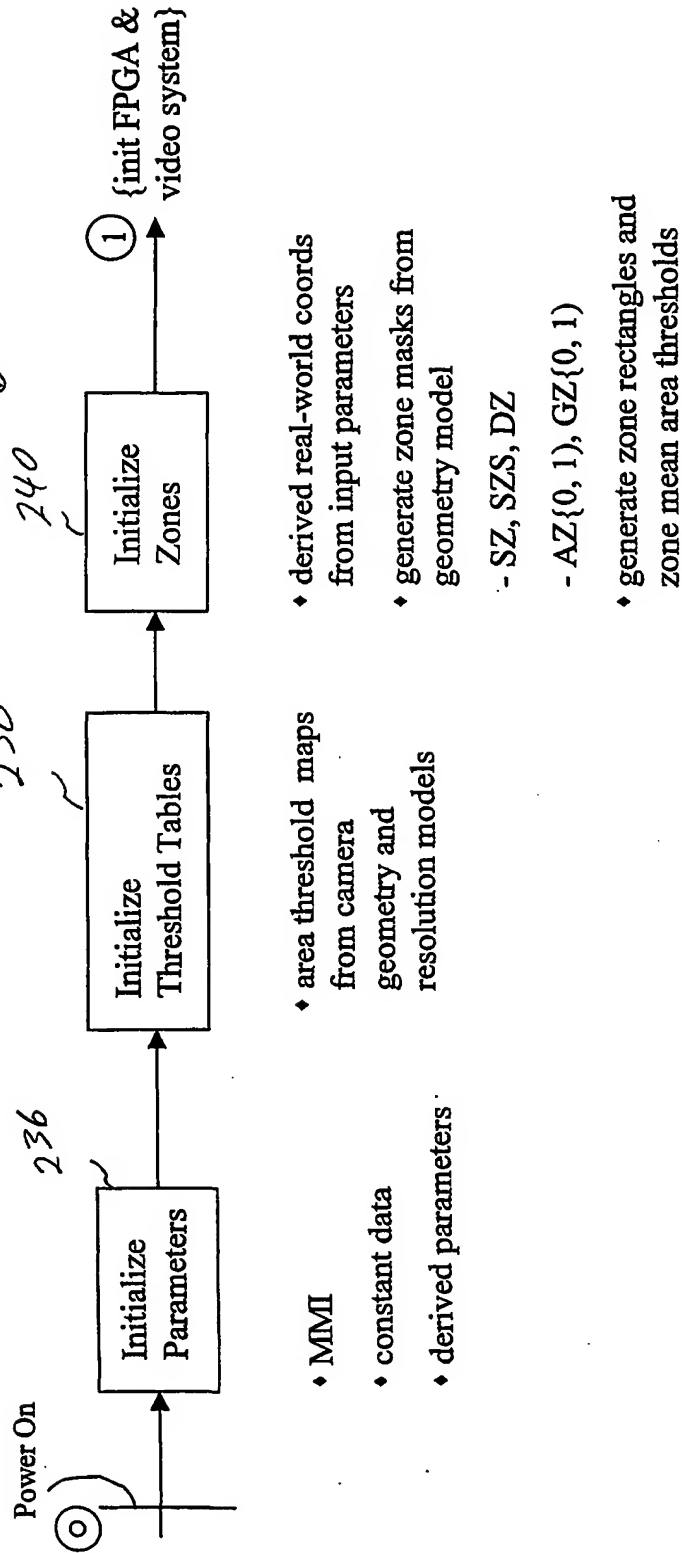 Power On
0
236
Initialize
Parameters
♦ MMI
♦ constant data
♦ derived parameters
Initialize
Threshold Tables
♦ area threshold maps
from camera
geometry and
resolution models
240
Initialize
Zones
♦ derived real-world coords
from input parameters
♦ generate zone masks from
geometry model
- SZ, SZS, DZ
- AZ{0, 1), GZ{0, 1)
♦ generate zone rectangles and
zone mean area thresholds
1
{init FPGA &
video system}